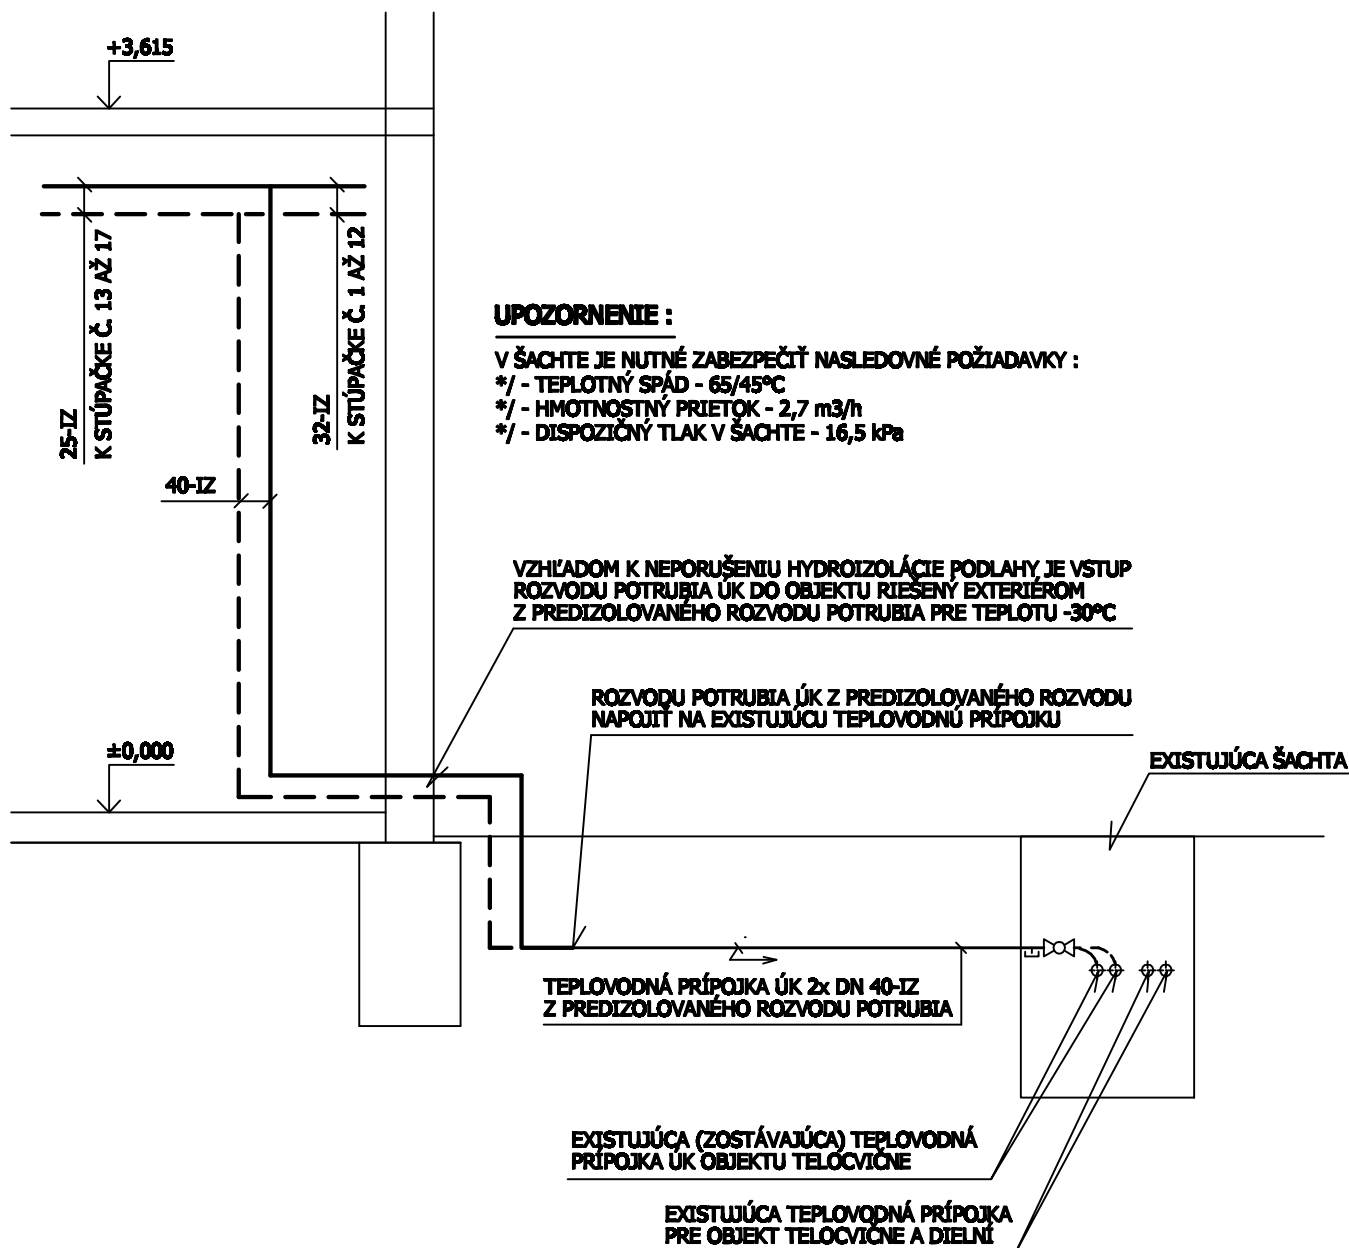 +3,615
25-IZ
K STÚPAČKE Č. 13 AŽ 17
32-IZ
K STÚPAČKE Č. 1 AŽ 12
40-IZ
UPOZORNENIE :
V ŠACHTE JE NUTNÉ ZABEZPEČIŤ NASLEDOVNÉ POŽIADAVKY :
*/ - TEPLOTNÝ SPÁD - 65/45°C
*/ - HMOTNOSTNÝ PRIETOK - 2,7 m3/h
*/ - DISPOZIČNÝ TLAK V ŠACHTE - 16,5 kPa
VZHĽADOM K NEPORUŠENIU HYDROIZOLÁCIE PODLAHY JE VSTUP
ROZVODU POTRUBIA ÚK DO OBJEKTU RIEŠENÝ EXTERIÉROM
Z PREDIZOLOVANÉHO ROZVODU POTRUBIA PRE TEPLOTU -30°C
ROZVODU POTRUBIA ÚK Z PREDIZOLOVANÉHO ROZVODU
NAPOJIŤ NA EXISTUJÚCU TEPLOVODNÚ PRÍPOJKU
±0,000
EXISTUJÚCA ŠACHTA
TEPLOVODNÁ PRÍPOJKA ÚK 2x DN 40-IZ
Z PREDIZOLOVANÉHO ROZVODU POTRUBIA
EXISTUJÚCA (ZOSTÁVAJÚCA) TEPLOVODNÁ
PRÍPOJKA ÚK OBJEKTU TELOCVIČNE
EXISTUJÚCA TEPLOVODNÁ PRÍPOJKA
PRE OBJEKT TELOCVIČNE A DIELNÍ